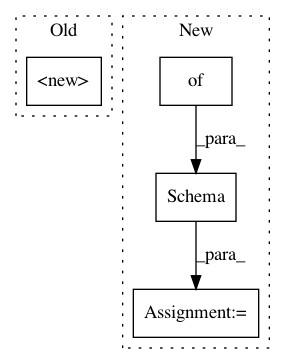 Old
New
<new>
of
_para_
Schema
_para_
Assignment:=